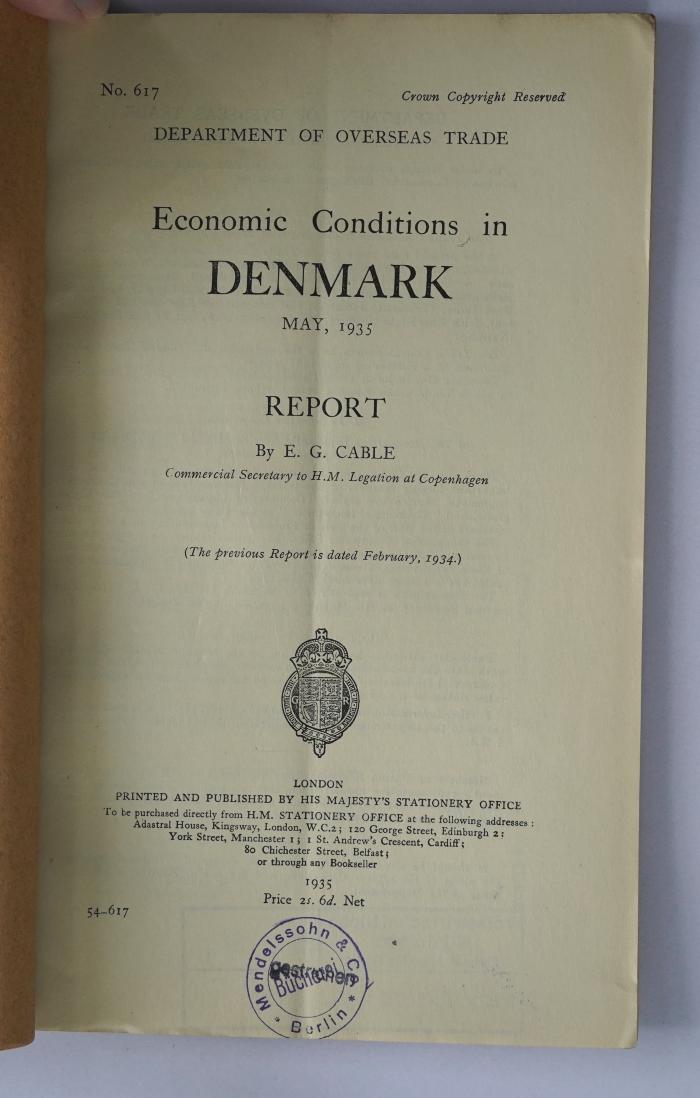 No. 617
Crown Copyright Reserved
DEPARTMENT OF OVERSEAS TRADE
Economic Conditions in
DENMARK
MAY, 1935
REPORT
By E. G. CABLE
Commercial Secretary to H.M. Legation at Copenhagen
(The previous Report is dated February, 1934.)
LONDON
PRINTED AND PUBLISHED BY HIS MAJESTY'S STATIONERY OFFICE
To be purchased directly from H.M. STATIONERY OFFICE at the following addresses:
Adastral House, Kingsway, London, W.C.2; 120 George Street, Edinburgh 2:
York Street, Manchester 1; 1 St. Andrew's Crescent, Cardiff;
80 Chichester Street, Belfast;
or through any Bookseller
1935
Price 2s. 6d. Net
54-617
Mendelssohn & Co.
Bücherei
* Berlin *